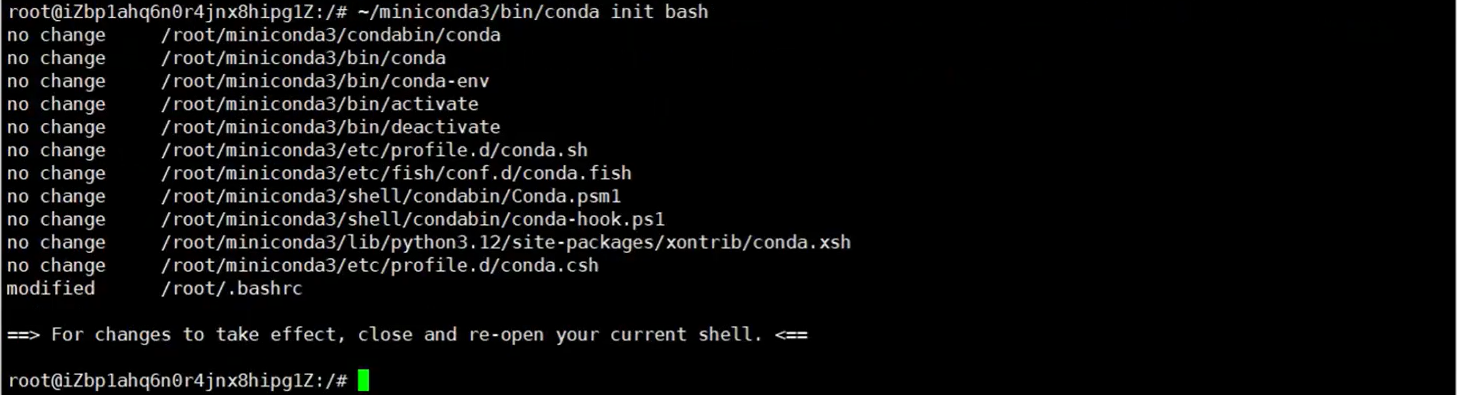 root@iZbp1ahq6n0r4jnx8hipg1Z:/# ~/miniconda3/bin/conda init bash
no change     /root/miniconda3/condabin/conda
no change     /root/miniconda3/bin/conda
no change     /root/miniconda3/bin/conda-env
no change     /root/miniconda3/bin/activate
no change     /root/miniconda3/bin/deactivate
no change     /root/miniconda3/etc/profile.d/conda.sh
no change     /root/miniconda3/etc/fish/conf.d/conda.fish
no change     /root/miniconda3/shell/condabin/Conda.psm1
no change     /root/miniconda3/shell/condabin/conda-hook.ps1
no change     /root/miniconda3/lib/python3.12/site-packages/xontrib/conda.xsh
no change     /root/miniconda3/etc/profile.d/conda.csh
modified      /root/.bashrc
==> For changes to take effect, close and re-open your current shell. <==
root@iZbp1ahq6n0r4jnx8hipg1Z:/#